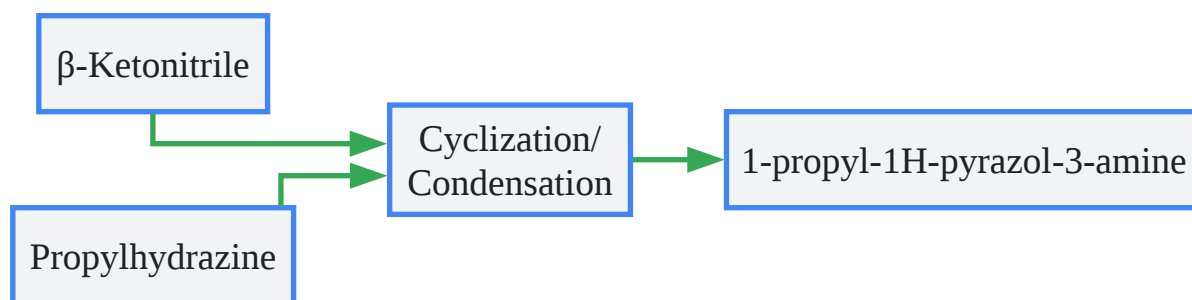 β-Ketonitrile
Cyclization/
Condensation
1-propyl-1H-pyrazol-3-amine
Propylhydrazine